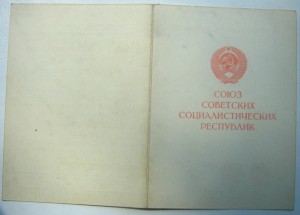 СОЮЗ
СОВЕТСКИХ
СОЦИАЛИСТИЧЕСКИХ
РЕСПУБЛИК